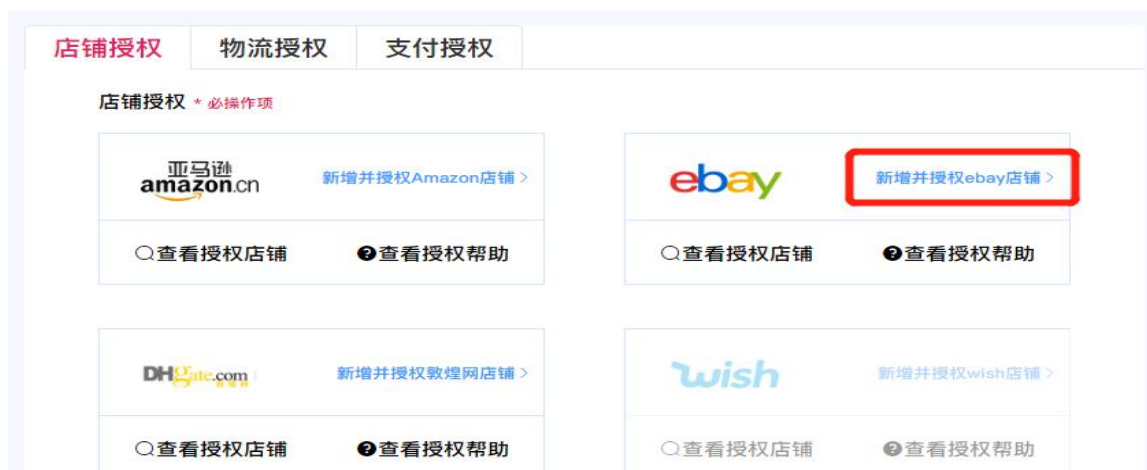 店铺授权 物流授权 支付授权
店铺授权 * 必操作项
亚马逊
amazon.cn
新增并授权Amazon店铺 >
ebay
新增并授权ebay店铺 >
查看授权店铺 查看授权帮助
查看授权店铺 查看授权帮助
DHgate.com
新增并授权敦煌网店铺 >
wish
新增并授权wish店铺 >
查看授权店铺 查看授权帮助
查看授权店铺 查看授权帮助